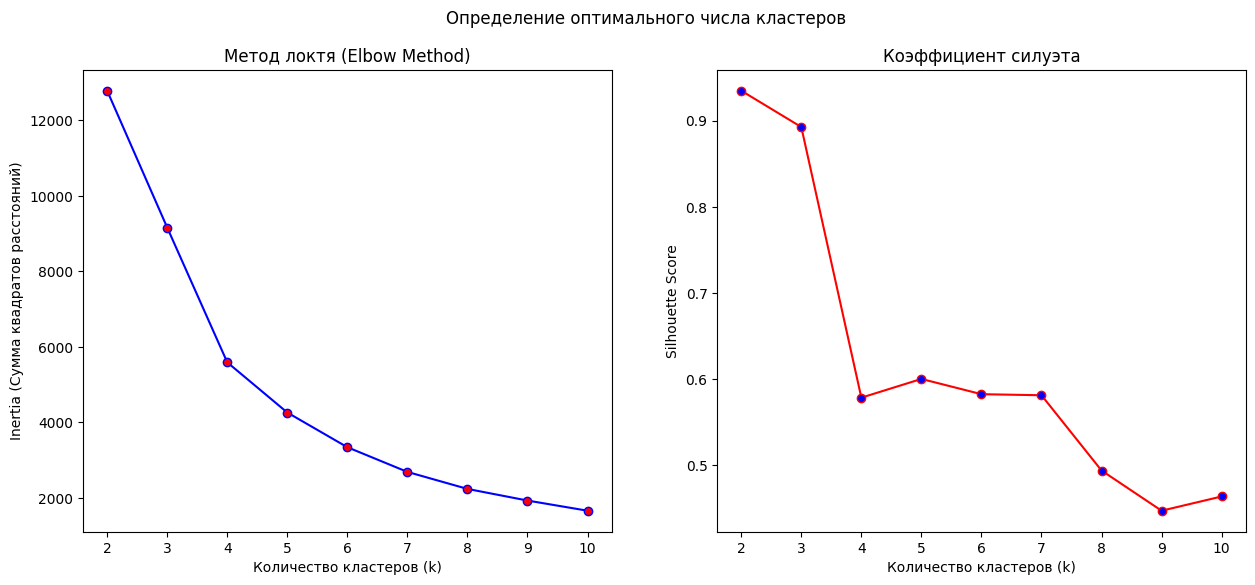 Определение оптимального числа кластеров
Метод локтя (Elbow Method)
Inertia (Сумма квадратов расстояний)
12000
10000
8000
6000
4000
2000
2 3 4 5 6 7 8 9 10
Количество кластеров (k)
Коэффициент силуэта
Silhouette Score
0.9
0.8
0.7
0.6
0.5
2 3 4 5 6 7 8 9 10
Количество кластеров (k)